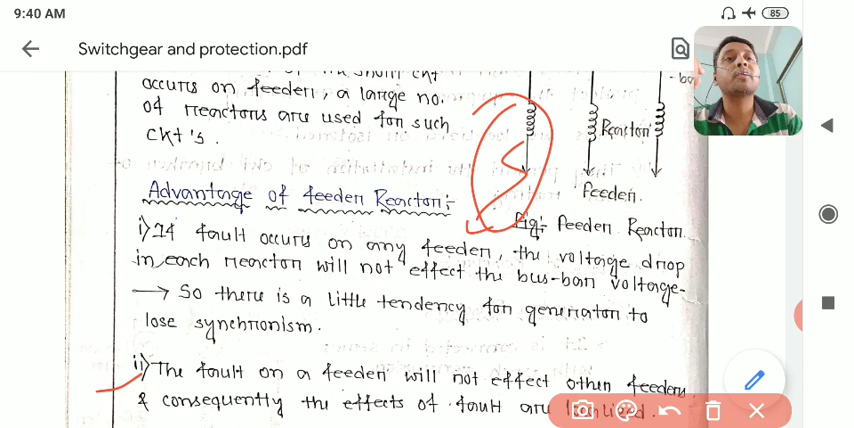 9:40 AM
85
Switchgear and protection.pdf
occurs on feeder, a large no.
of reactors are used for such
ckt's.
Reactor
Feeder.
Fig:- Feeder Reactor.
Advantage of feeder Reactor:-
i) If fault occurs on any feeder, the voltage drop
in each reactor will not effect the bus-bar voltage-
→ So there is a little tendency for generator to
lose synchronism.
ii) The fault on a feeder will not effect other feeders
& consequently the effects of fault are